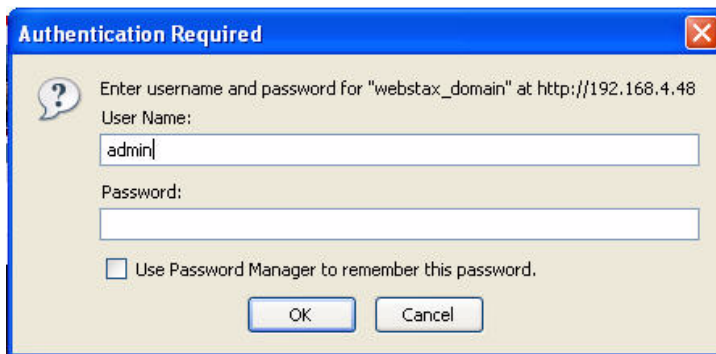 Authentication Required
Enter username and password for "webstax_domain" at http://192.168.4.48
User Name:
admin
Password:
Use Password Manager to remember this password.
OK
Cancel